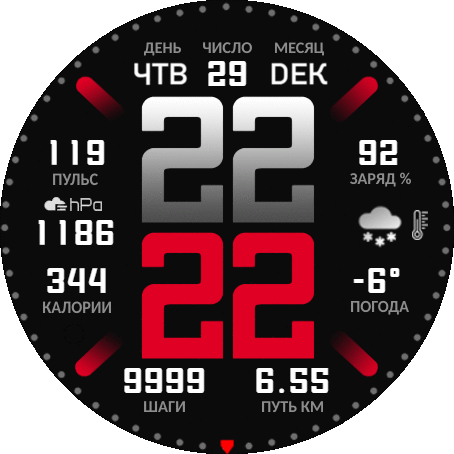 ДЕНЬ ЧИСЛО МЕСЯЦ
ЧТВ 29 DЕК
22
119 92
ПУЛЬС ЗАРЯД %
hPa
1186
22
344 -6°
КАЛОРИИ ПОГОДА
9999 6.55
ШАГИ ПУТЬ КМ